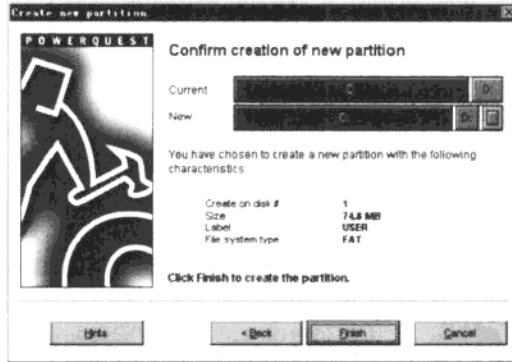 Create new partition
POWERQUEST
Confirm creation of new partition
Current C: D:
New C: D:
You have chosen to create a new partition with the following
characteristics
Create on disk # 1
Size 74.8 MB
Label USER
File system type FAT
Click Finish to create the partition.
Hints < Back Finish Cancel